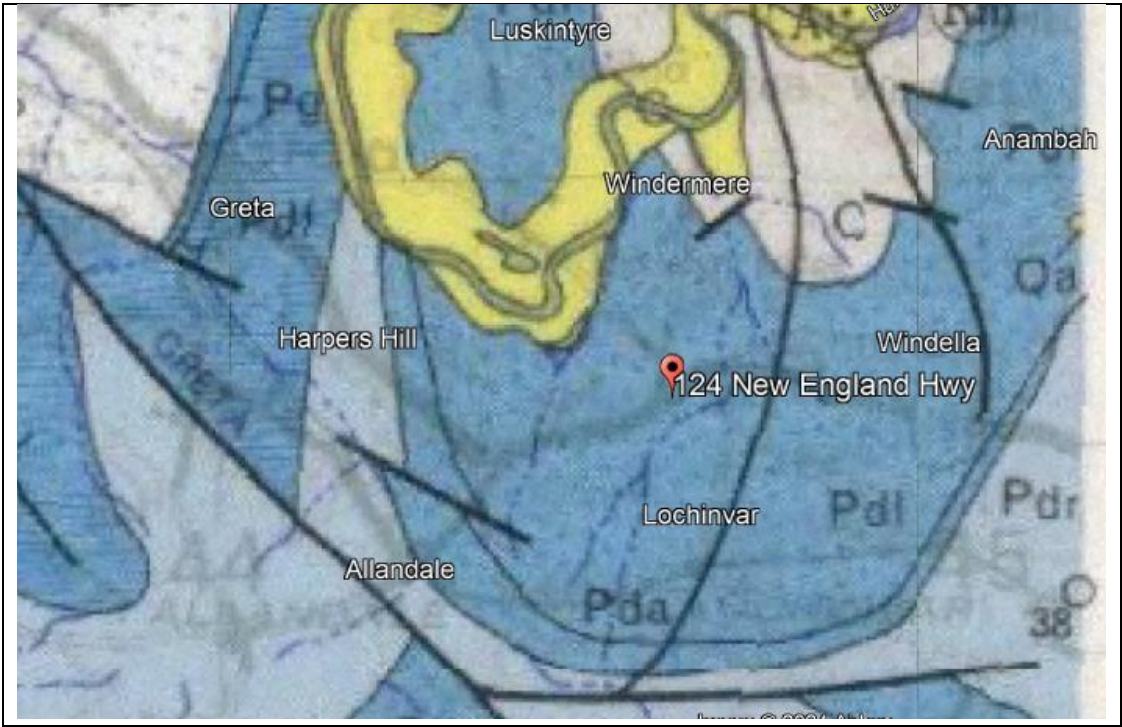 Luskintyre
Pg
Anambah
Windermere
Greta
Pdl
C
Qa
Harpers Hill
Windella
GRETA
124 New England Hwy
Pdl
Pdr
Lochinvar
Allandale
Pda
38